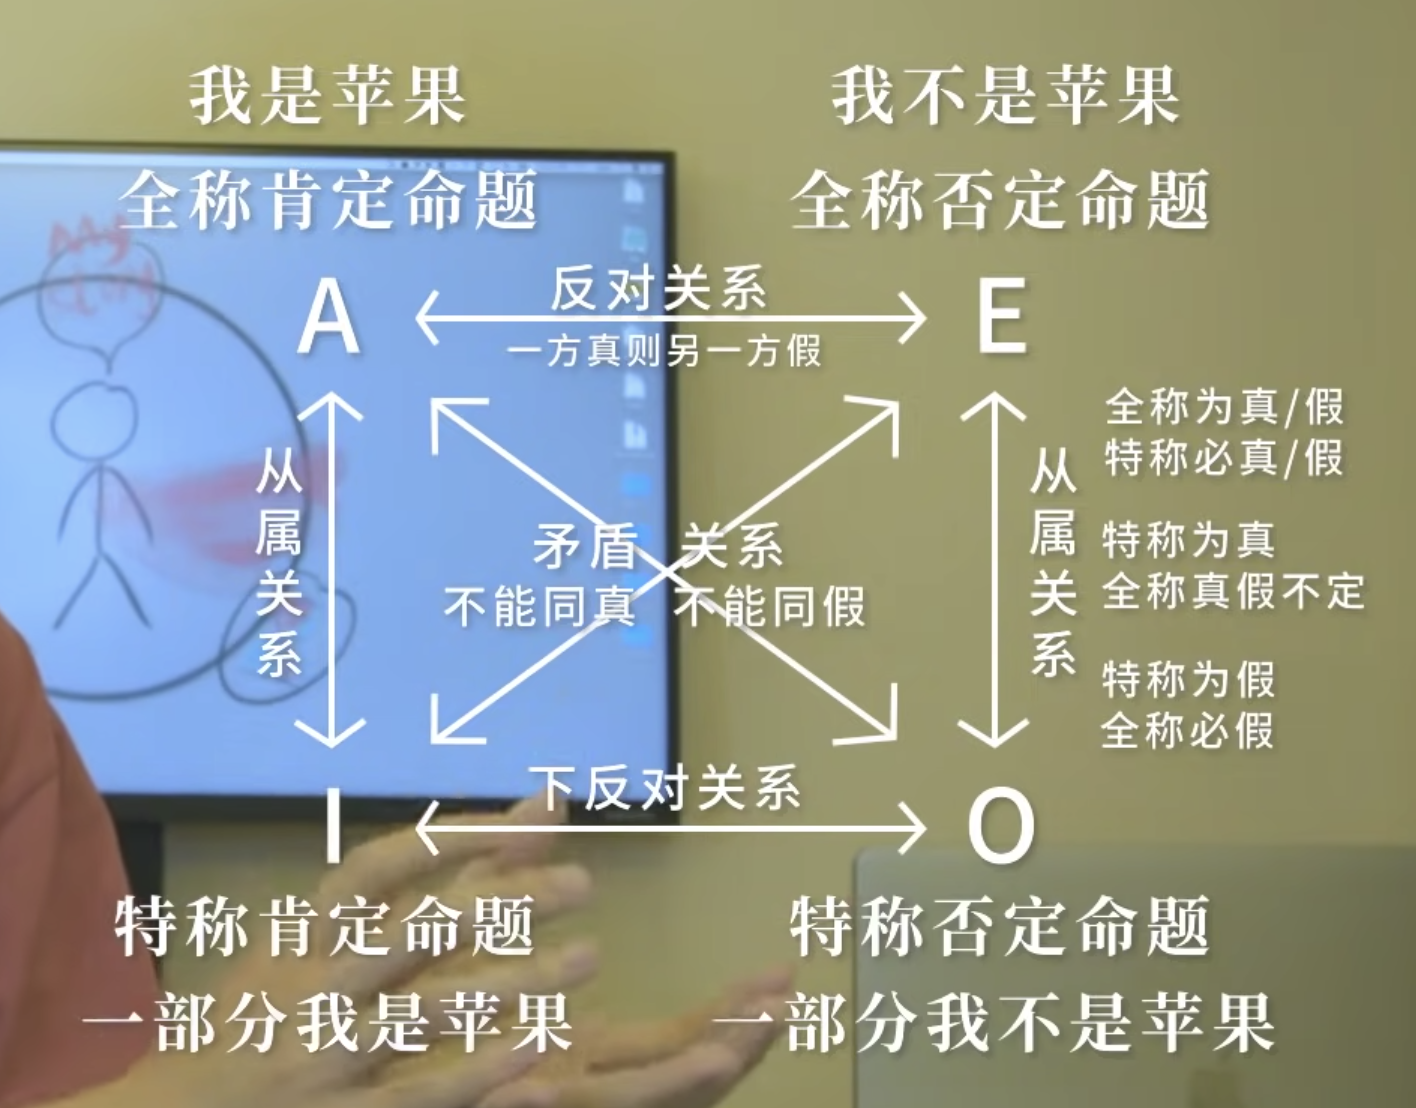 我是苹果
我不是苹果
全称肯定命题
全称否定命题
A
反对关系
E
一方真则另一方假
全称为真/假
特称必真/假
从属关系
矛盾 关系
不能同真 不能同假
从属关系
特称为真
全称真假不定
特称为假
全称必假
I
下反对关系
O
特称肯定命题
特称否定命题
一部分我是苹果
一部分我不是苹果